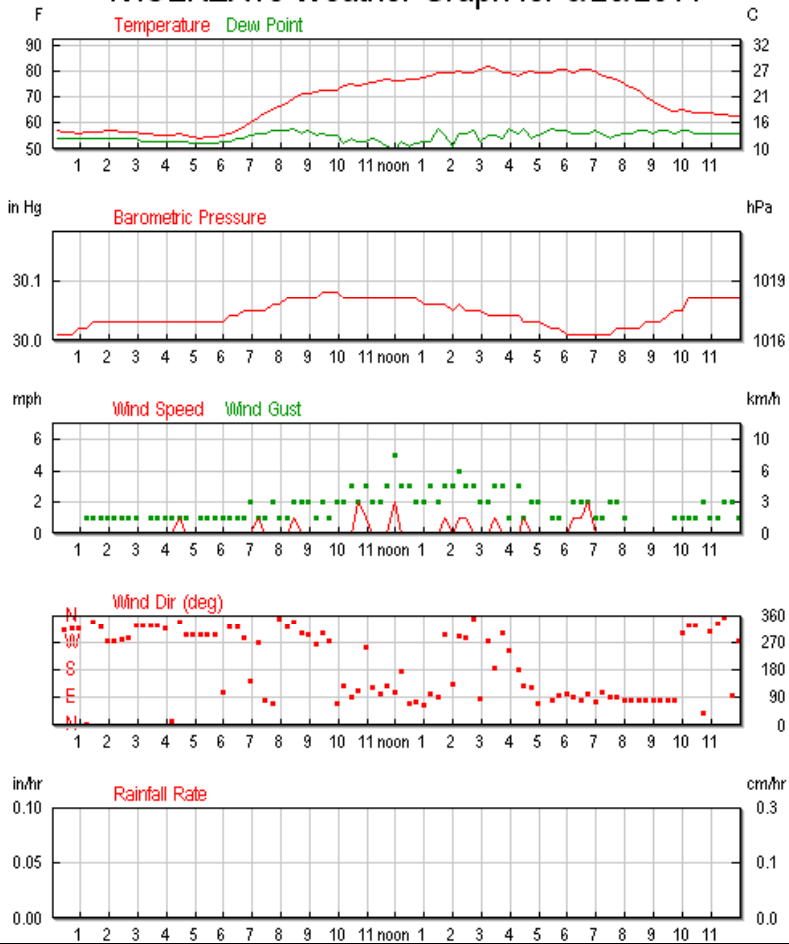 Weather Graph for
F C
Temperature Dew Point
90 32
80 27
70 21
60 16
50 10
1 2 3 4 5 6 7 8 9 10 11 noon 1 2 3 4 5 6 7 8 9 10 11
in Hg hPa
Barometric Pressure
30.1 1019
30.0 1016
1 2 3 4 5 6 7 8 9 10 11 noon 1 2 3 4 5 6 7 8 9 10 11
mph km/h
Wind Speed Wind Gust
6 10
4 6
2 3
0 0
1 2 3 4 5 6 7 8 9 10 11 noon 1 2 3 4 5 6 7 8 9 10 11
Wind Dir (deg)
N 360
W 270
S 180
E 90
N 0
1 2 3 4 5 6 7 8 9 10 11 noon 1 2 3 4 5 6 7 8 9 10 11
in/hr cm/hr
Rainfall Rate
0.10 0.3
0.05 0.1
0.00 0.0
1 2 3 4 5 6 7 8 9 10 11 noon 1 2 3 4 5 6 7 8 9 10 11